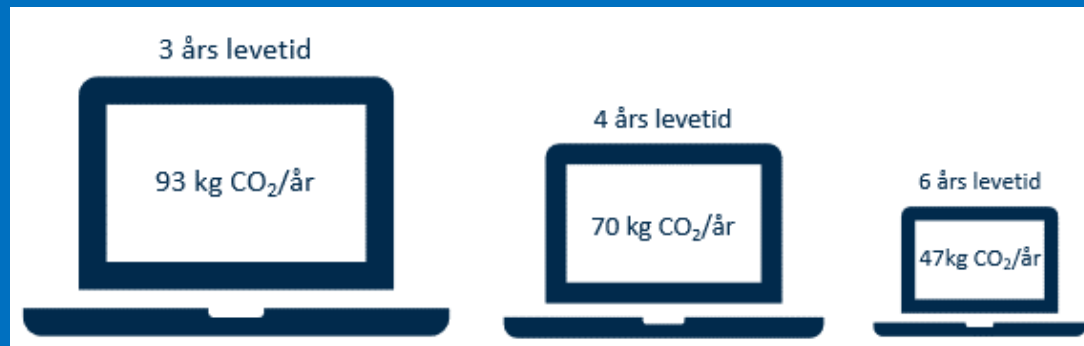 3 års levetid
93 kg CO₂/år
4 års levetid
70 kg CO₂/år
6 års levetid
47kg CO₂/år